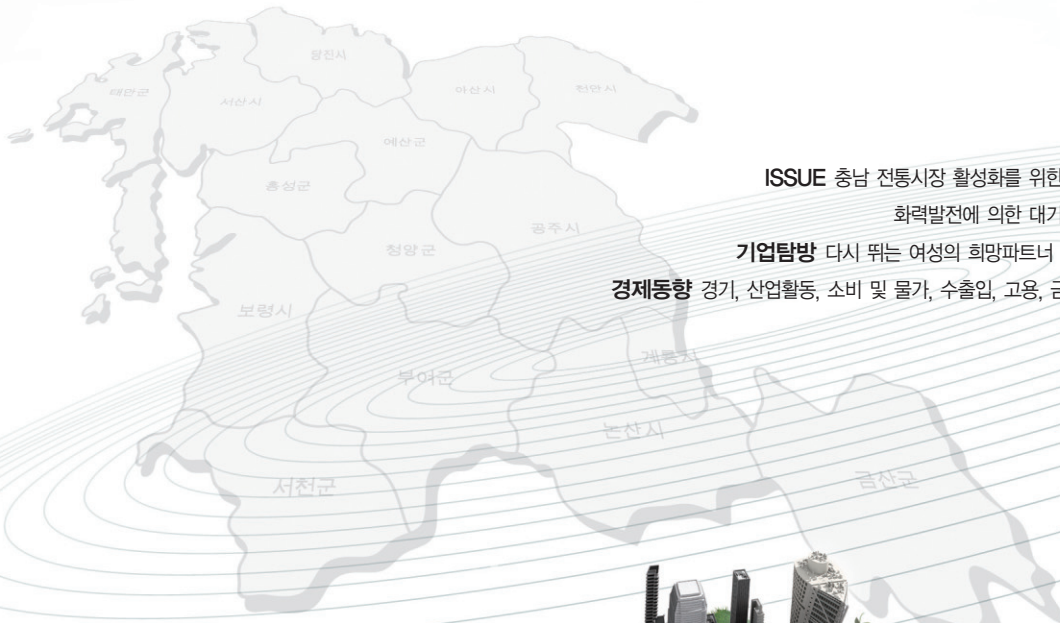 당진시
태안군
서산시
아산시
천안시
예산군
ISSUE 충남 전통시장 활성화를 위한
홍성군
화력발전에 의한 대기
공주시
청양군
기업탐방 다시 뛰는 여성의 희망파트너
경제동향 경기, 산업활동, 소비 및 물가, 수출입, 고용, 금
보령시
계룡시
부여군
논산시
금산군
서천군